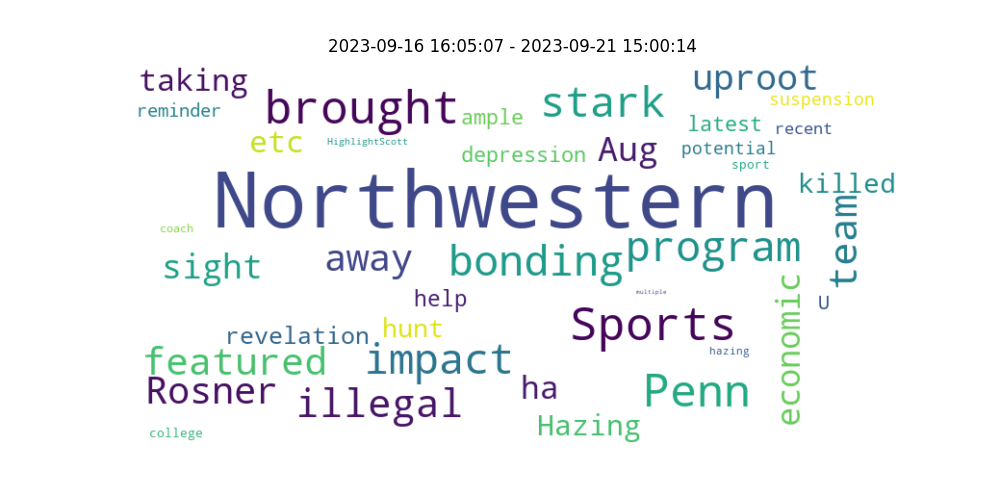 2023-09-16 16:05:07 - 2023-09-21 15:00:14
taking
uproot
reminder
brought
stark
suspension
ample
latest
recent
etc
HighlightScott
Aug
potential
depression
sport
killed
Northwestern
team
coach
program
sight
away
bonding
help
multiple
economic
U
revelation
hunt
Sports
hazing
featured
impact
Rosner
illegal
ha
Penn
Hazing
college